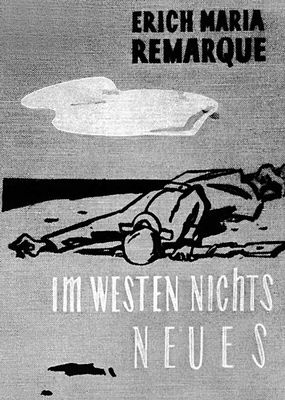 ERICH MARIA
REMARQUE
IM WESTEN NICHTS
NEUES